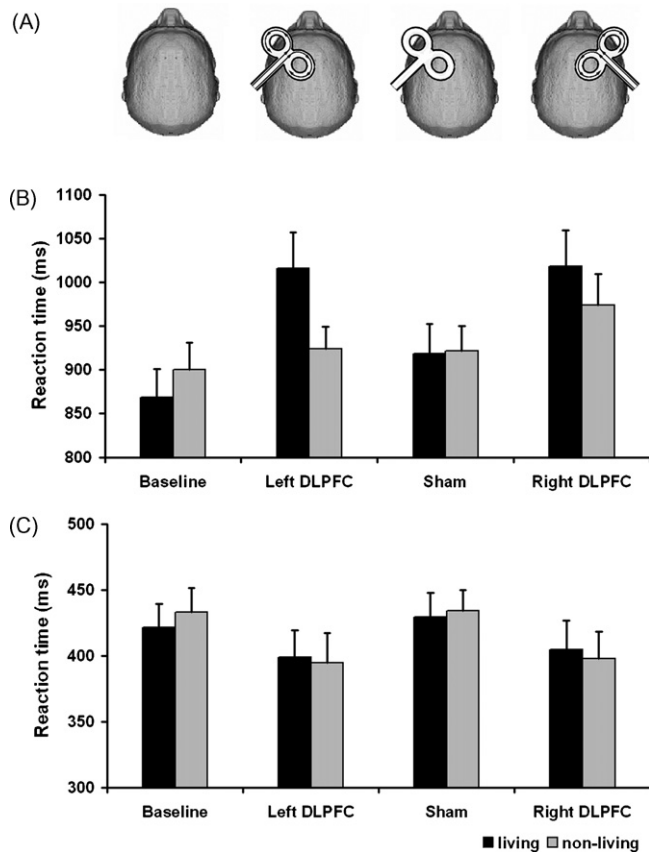 (A)
(B)
Reaction time (ms)
1100
1050
1000
950
900
850
800
Baseline Left DLPFC Sham Right DLPFC
(C)
Reaction time (ms)
500
450
400
350
300
Baseline Left DLPFC Sham Right DLPFC
living non-living